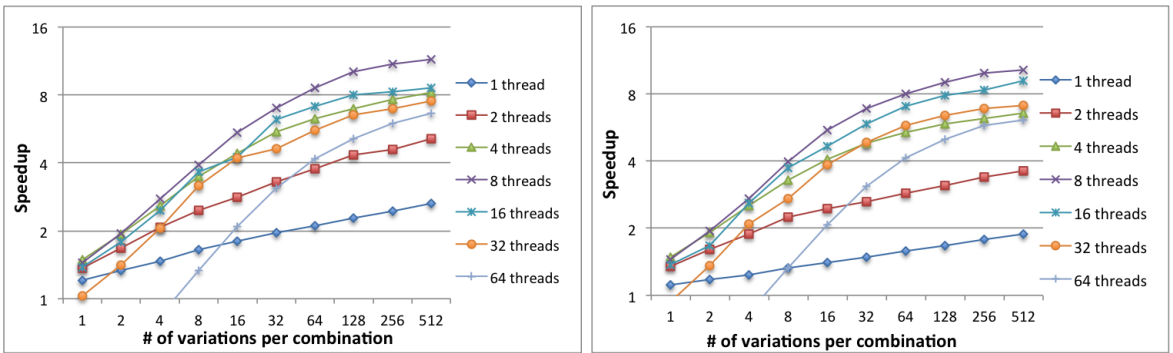 16
8
4
2
1
Speedup
1 2 4 8 16 32 64 128 256 512
# of variations per combination
1 thread
2 threads
4 threads
8 threads
16 threads
32 threads
64 threads
16
8
4
2
1
Speedup
1 2 4 8 16 32 64 128 256 512
# of variations per combination
1 thread
2 threads
4 threads
8 threads
16 threads
32 threads
64 threads